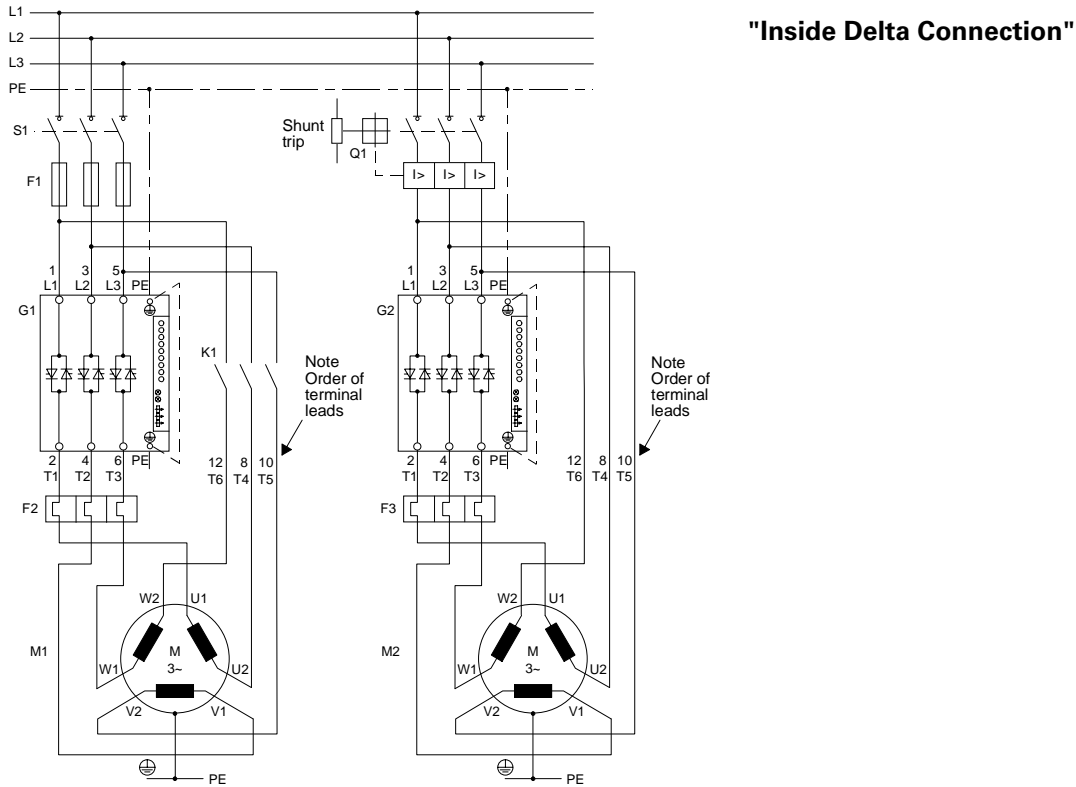 "Inside Delta Connection"
L1
L2
L3
PE
S1
Shunt
trip
Q1
F1
I> I> I>
1 3 5
L1 L2 L3 PE
G1
K1
Note
Order of
terminal
leads
2 4 6 PE
T1 T2 T3
12 8 10
T6 T4 T5
F2
W2 U1
M1
M
3~
W1 U2
V2 V1
PE
1 3 5
L1 L2 L3 PE
G2
Note
Order of
terminal
leads
2 4 6 PE
T1 T2 T3
12 8 10
T6 T4 T5
F3
W2 U1
M2
M
3~
W1 U2
V2 V1
PE